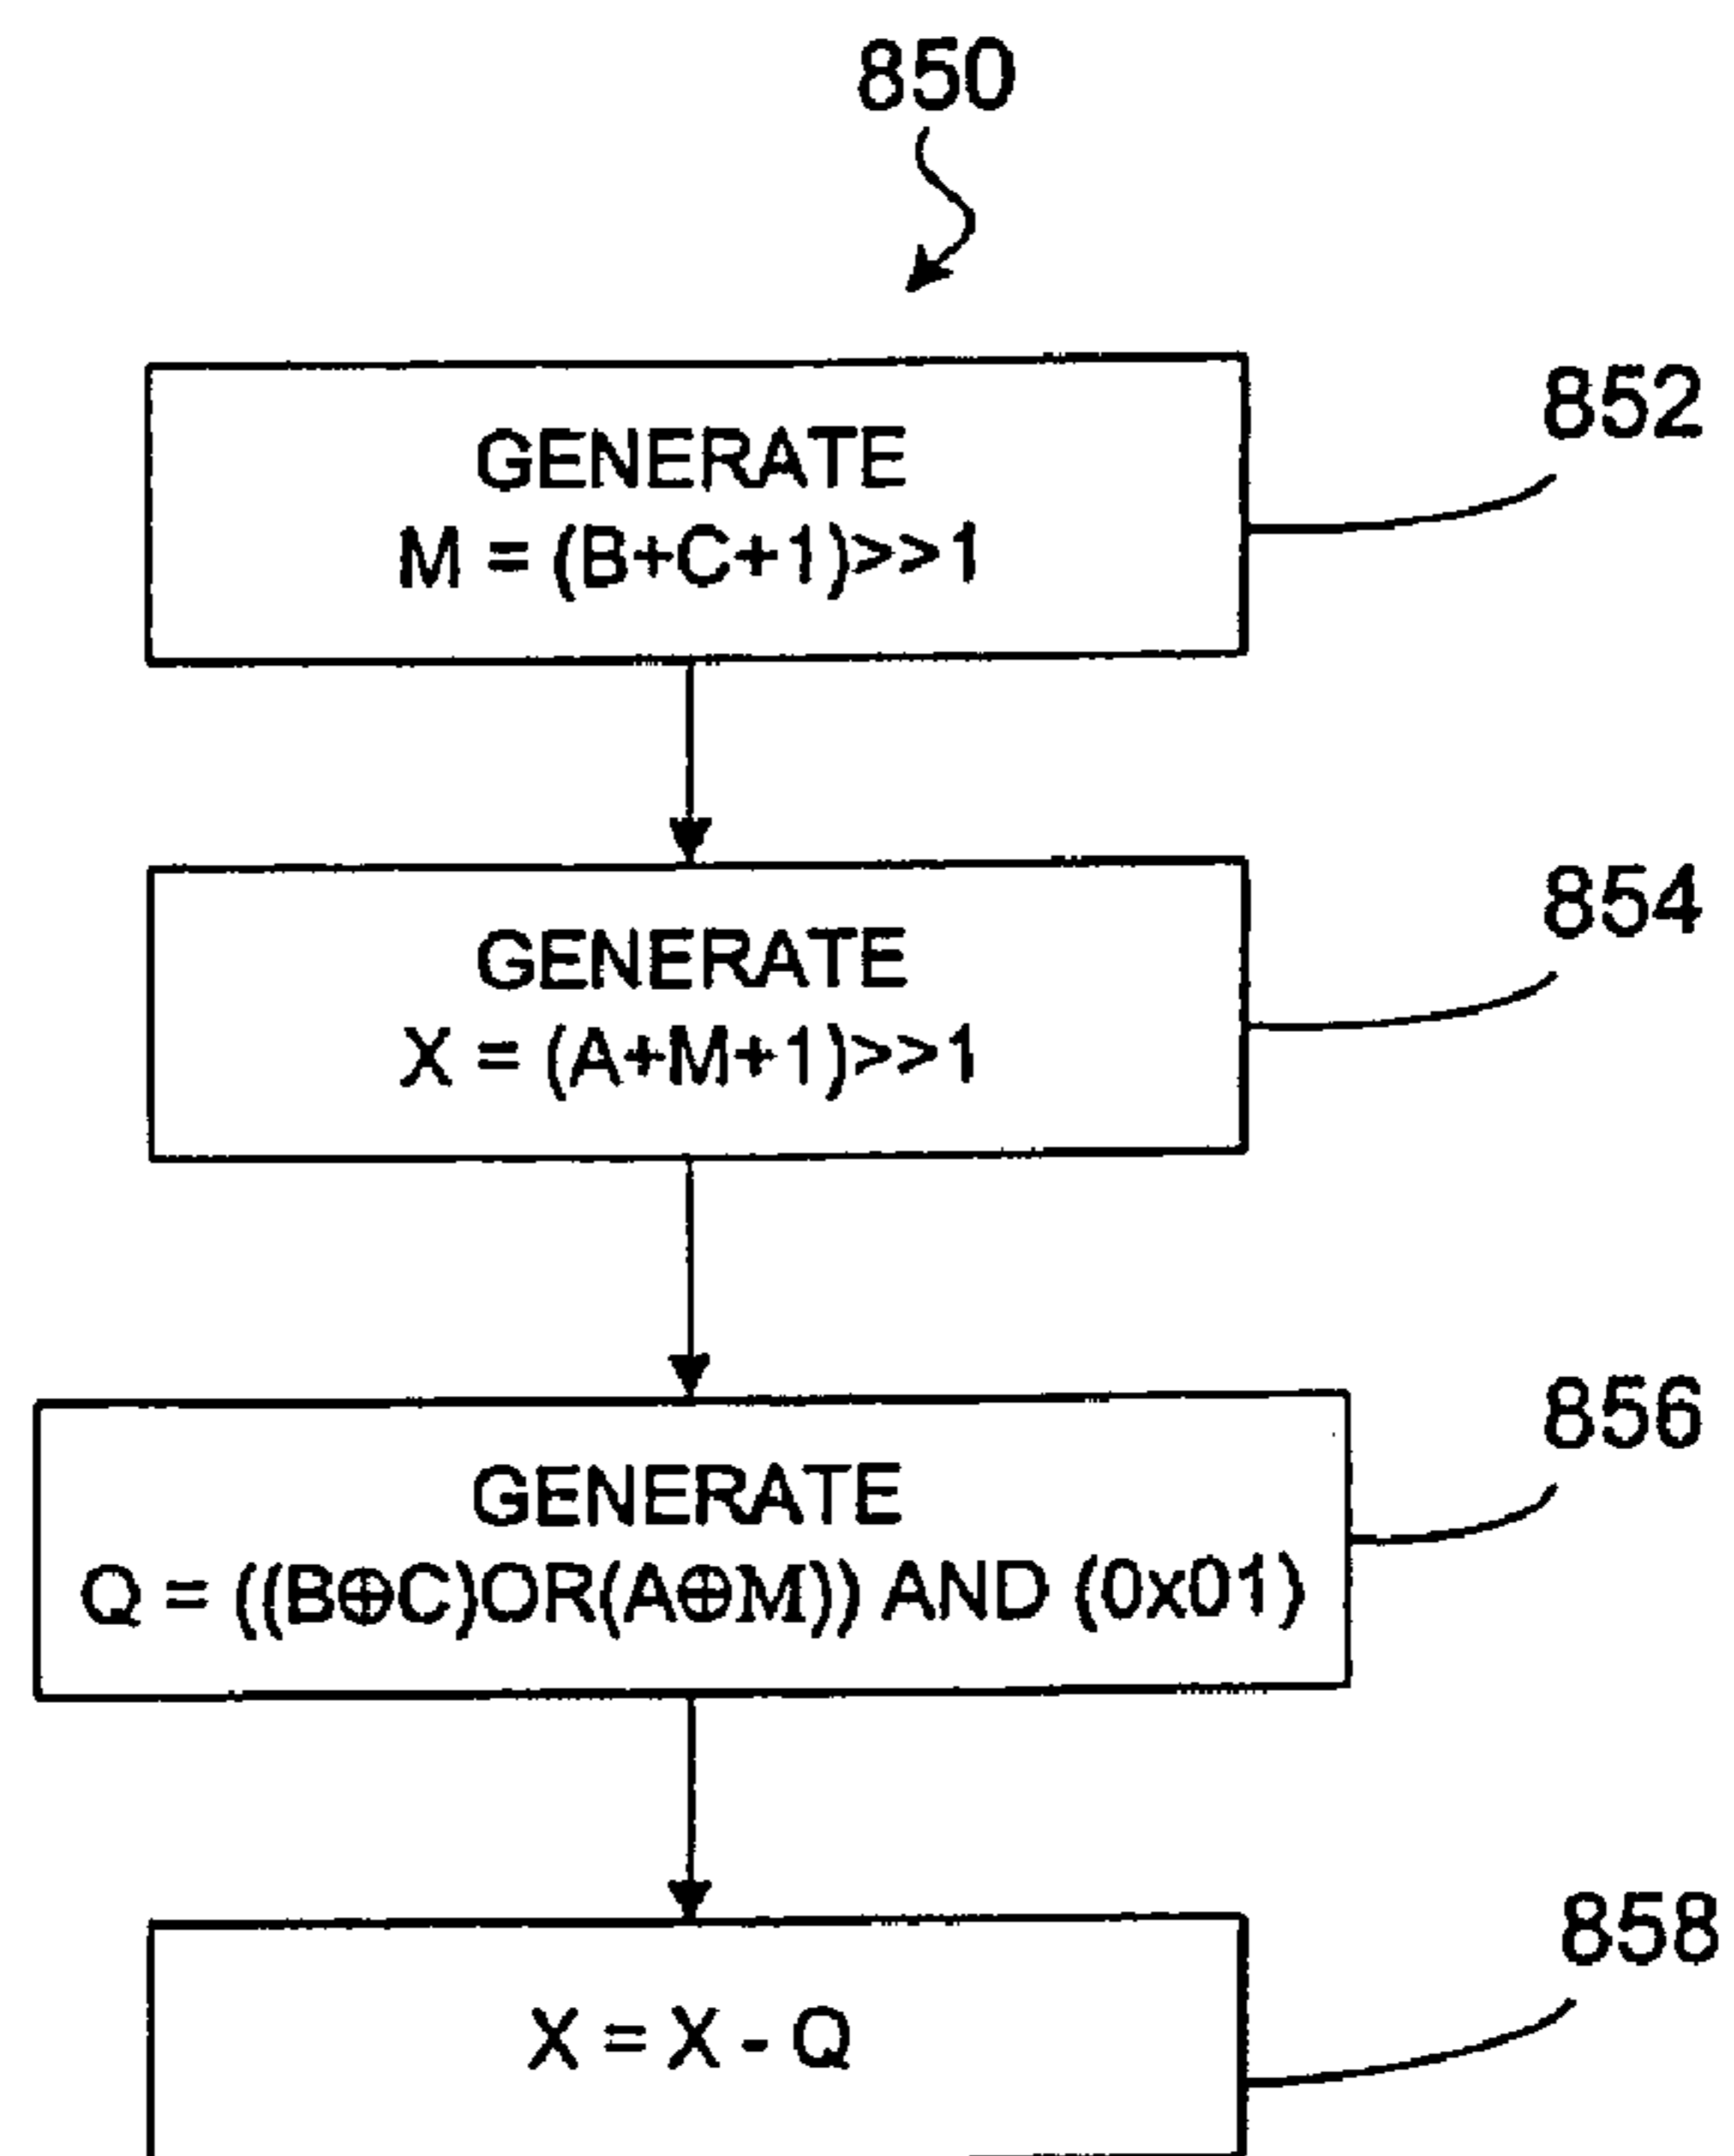 850
GENERATE
M = (B+C+1)>>1
852
GENERATE
X = (A+M+1)>>1
854
GENERATE
Q = ((B⊕C)OR(A⊕M)) AND (0x01)
856
X = X - Q
858